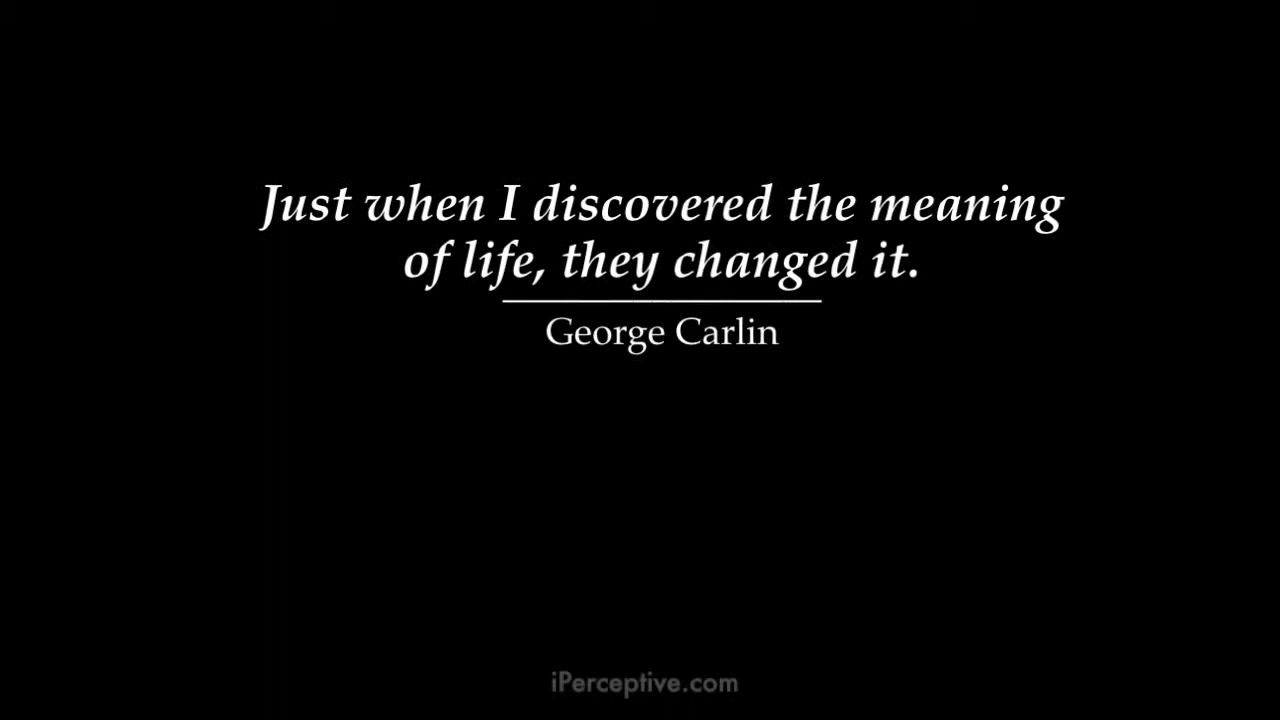 Just when I discovered the meaning
of life, they changed it.
George Carlin
iPerceptive.com